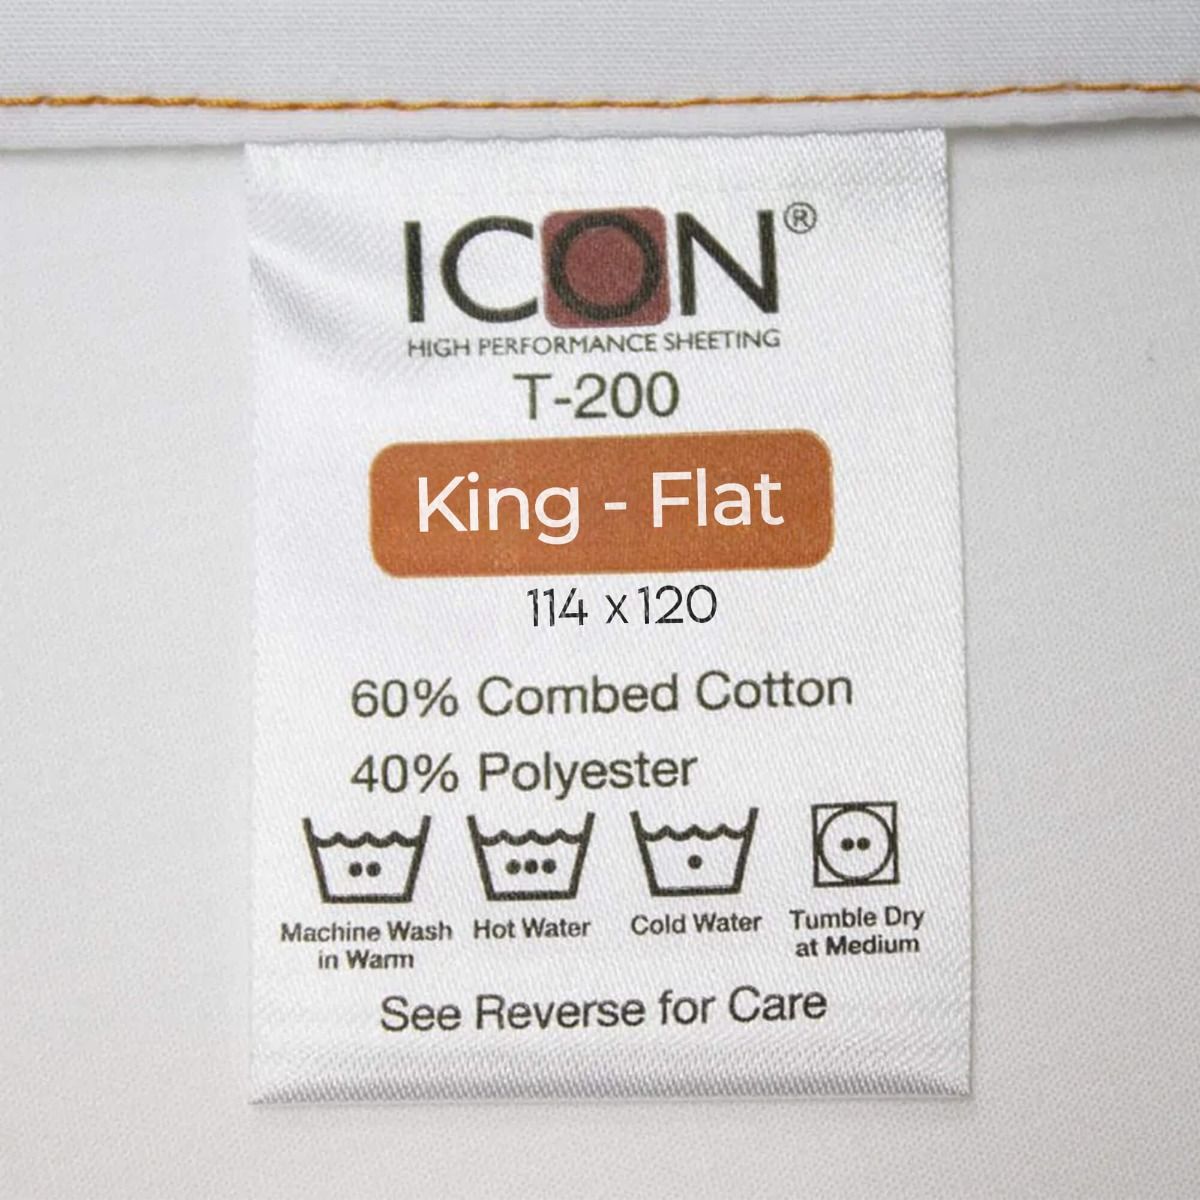 ICON®
HIGH PERFORMANCE SHEETING
T-200
King - Flat
114 x 120
60% Combed Cotton
40% Polyester
Machine Wash
in Warm
Hot Water
Cold Water
Tumble Dry
at Medium
See Reverse for Care